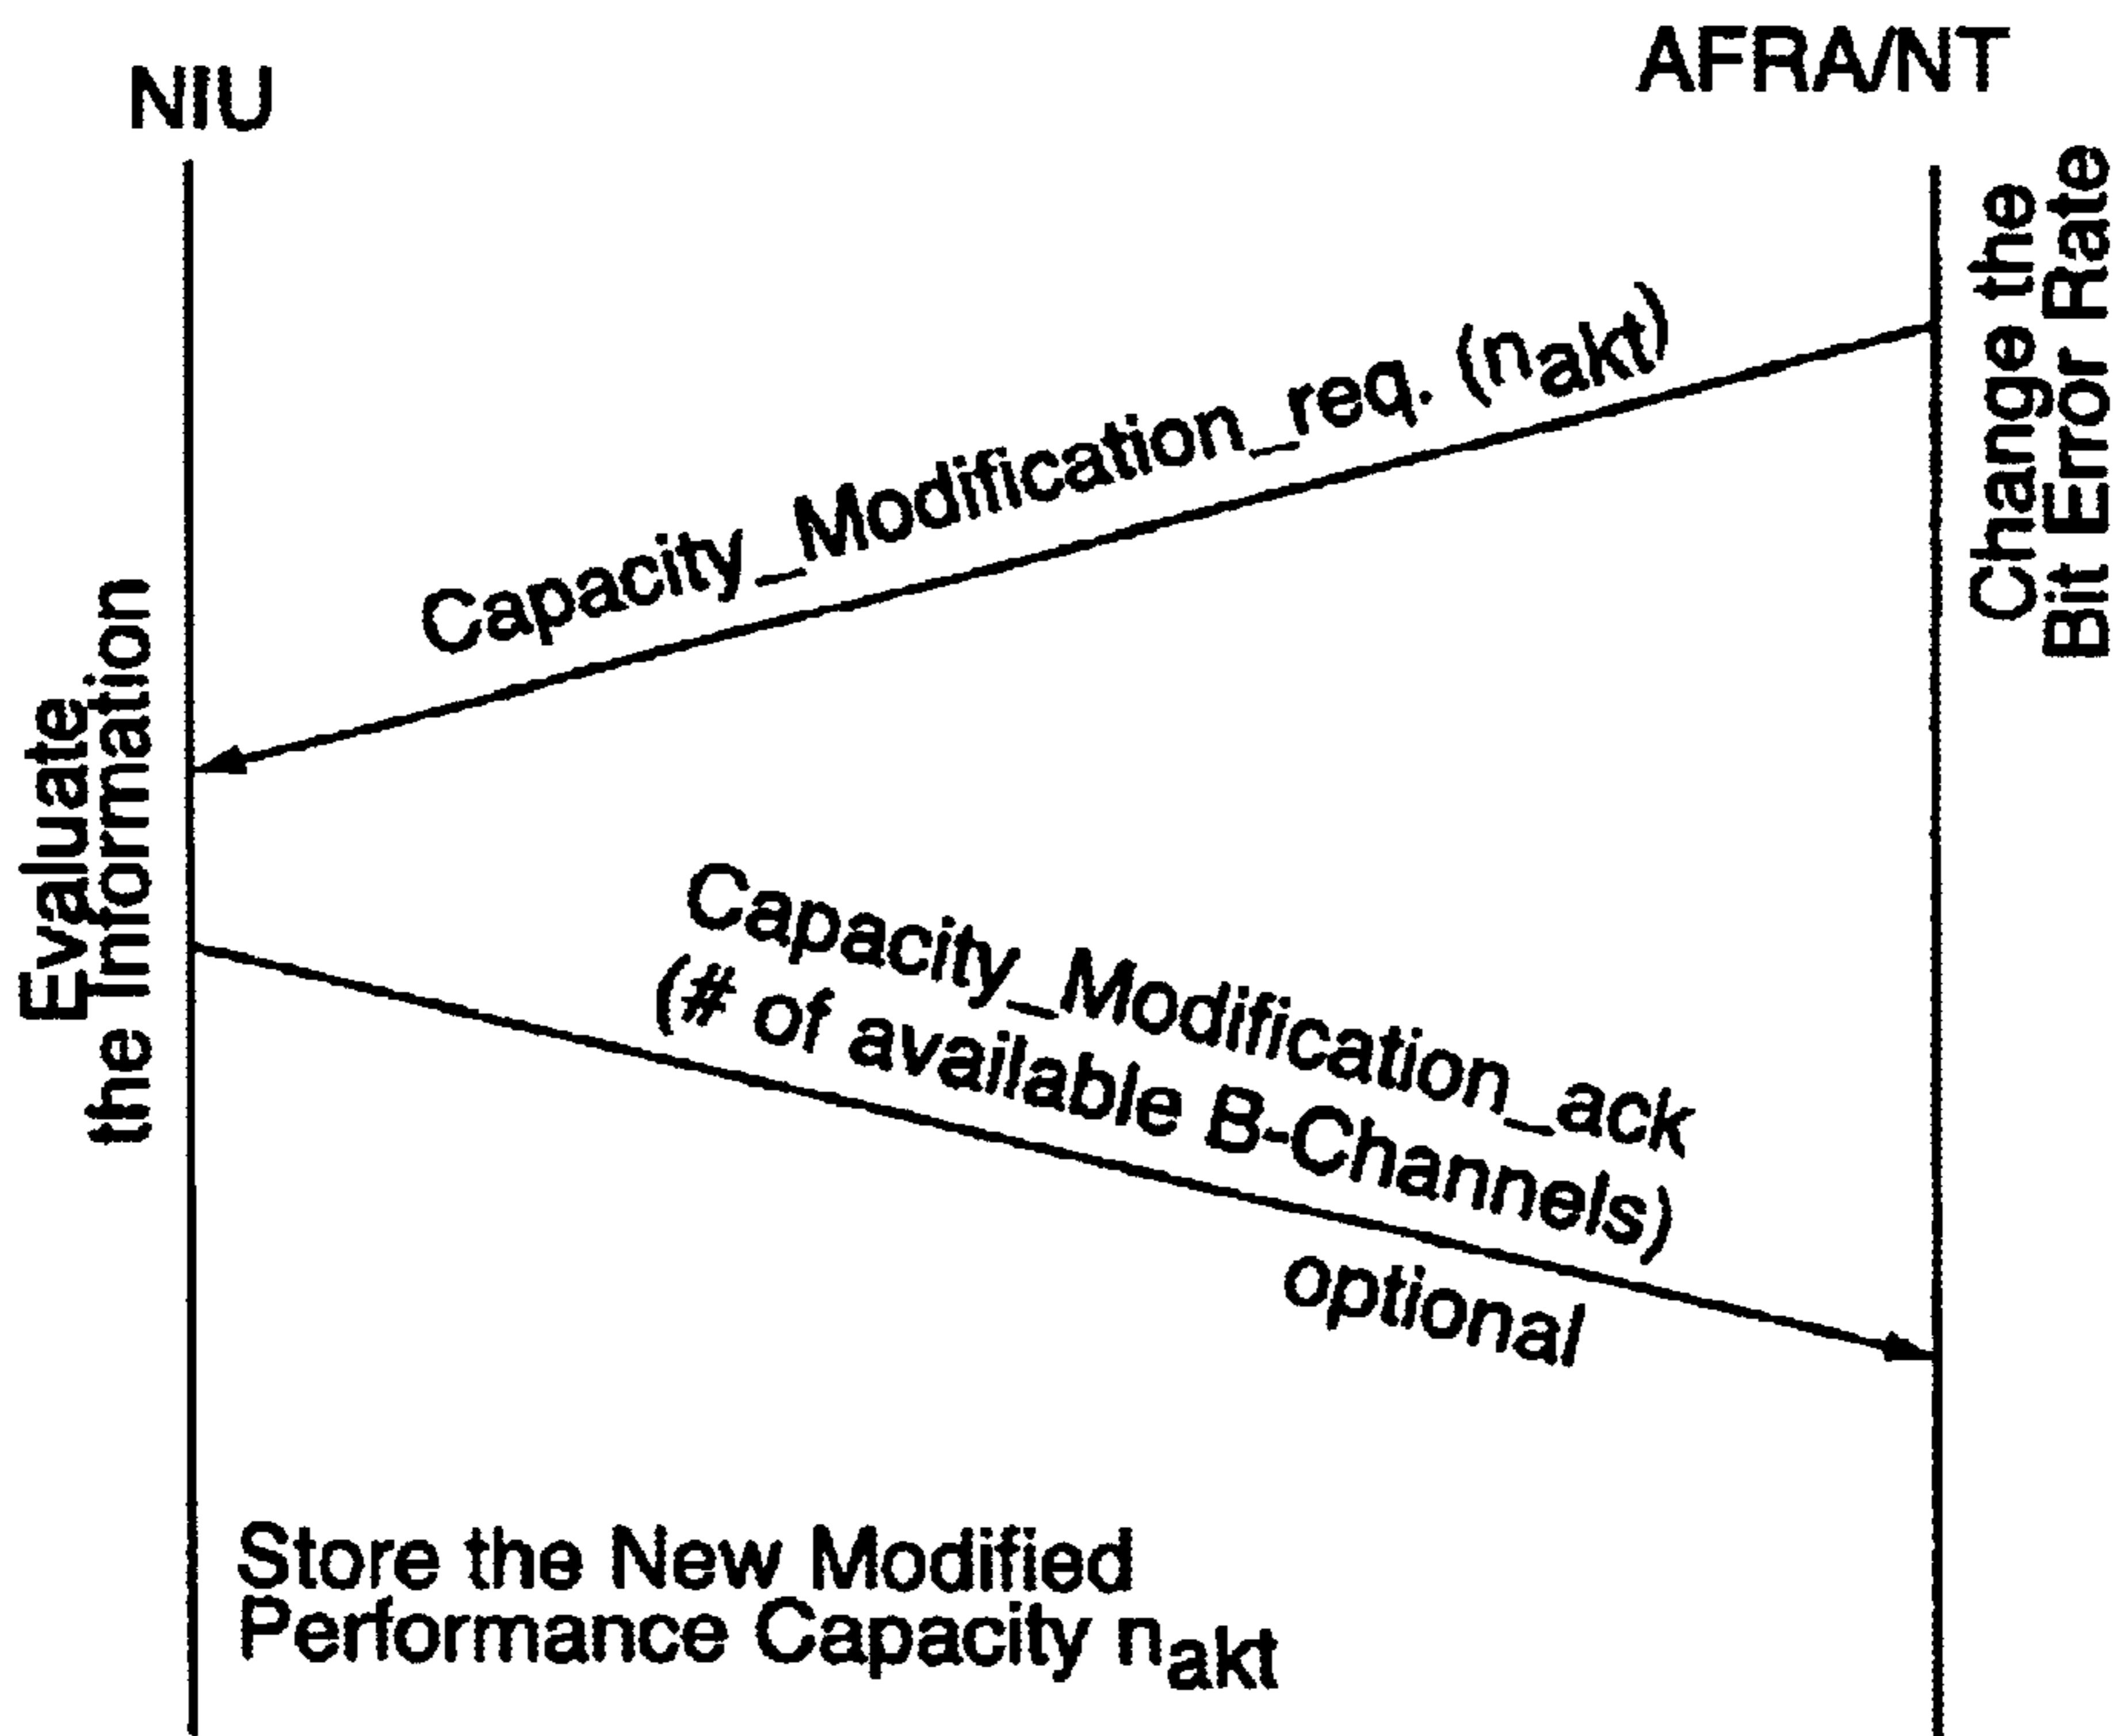 NIU
AFRA/NT
Change the
Bit Error Rate
Capacity_Modification_req. (nakt)
Evaluate
the Information
Capacity_Modification_ack
(# of available B-Channels)
optional
Store the New Modified
Performance Capacity nakt